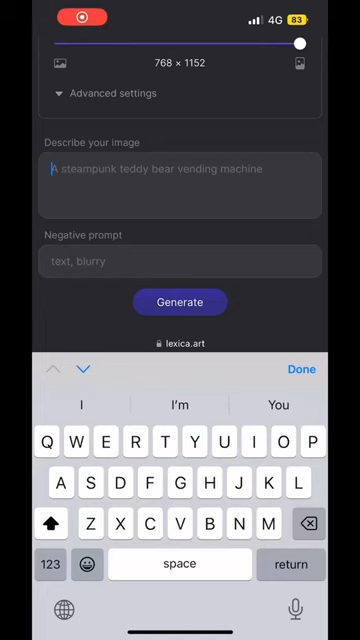 4G 83
768 × 1152
Advanced settings
Describe your image
A steampunk teddy bear vending machine
Negative prompt
text, blurry
Generate
lexica.art
Done
I I'm You
Q W E R T Y U I O P
A S D F G H J K L
Z X C V B N M
123 space return